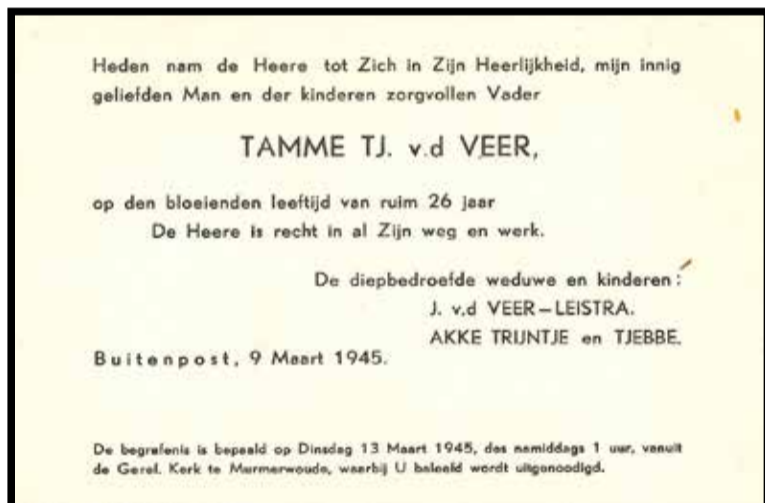 Heden nam de Heere tot Zich in Zijn Heerlijkheid, mijn innig
geliefden Man en der kinderen zorgvollen Vader
TAMME TJ. v.d VEER,
op den bloeienden leeftijd van ruim 26 jaar
De Heere is recht in al Zijn weg en werk.
De diepbedroefde weduwe en kinderen:
J. v.d VEER–LEISTRA.
AKKE TRIJNTJE en TJEBBE.
Buitenpost, 9 Maart 1945.
De begrafenis is bepaald op Dinsdag 13 Maart 1945, des namiddags 1 uur, vanuit
de Geref. Kerk te Murmerwoude, waarbij U beleefd wordt uitgenoodigd.